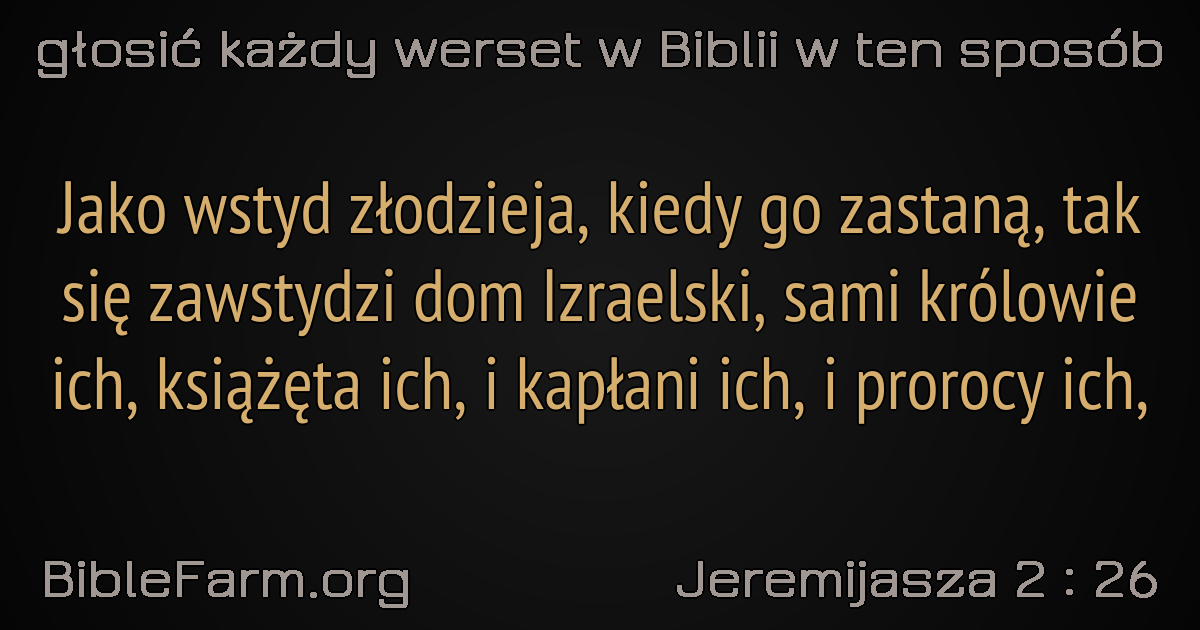 głosić każdy werset w Biblii w ten sposób
Jako wstyd złodzieja, kiedy go zastaną, tak
się zawstydzi dom Izraelski, sami królowie
ich, książęta ich, i kapłani ich, i prorocy ich,
BibleFarm.org
Jeremijasza 2 : 26